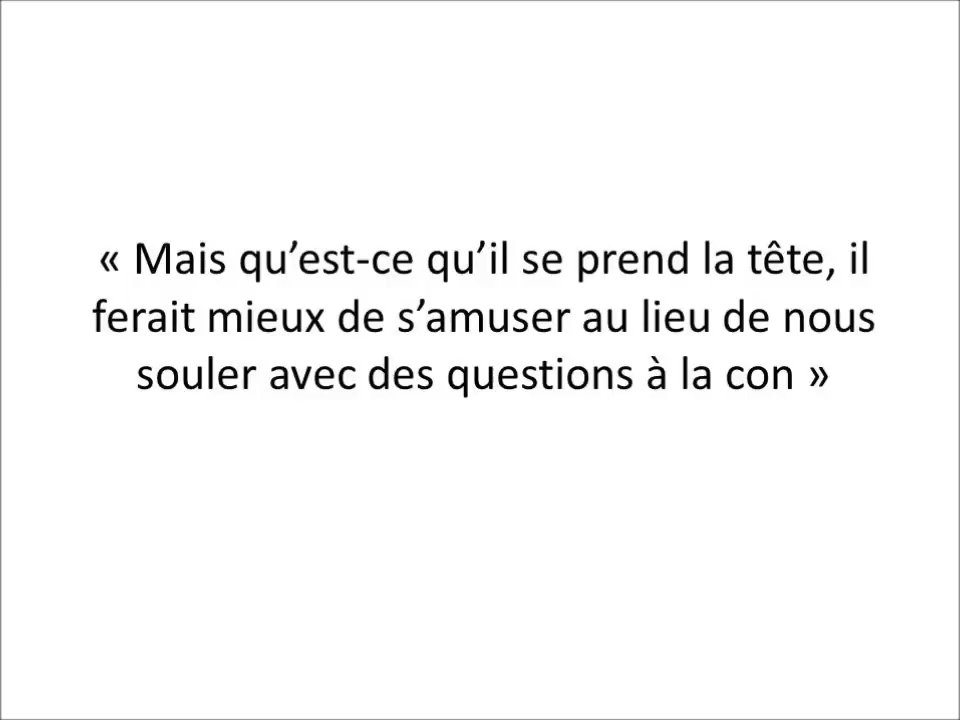 « Mais qu’est-ce qu’il se prend la tête, il
ferait mieux de s’amuser au lieu de nous
souler avec des questions à la con »